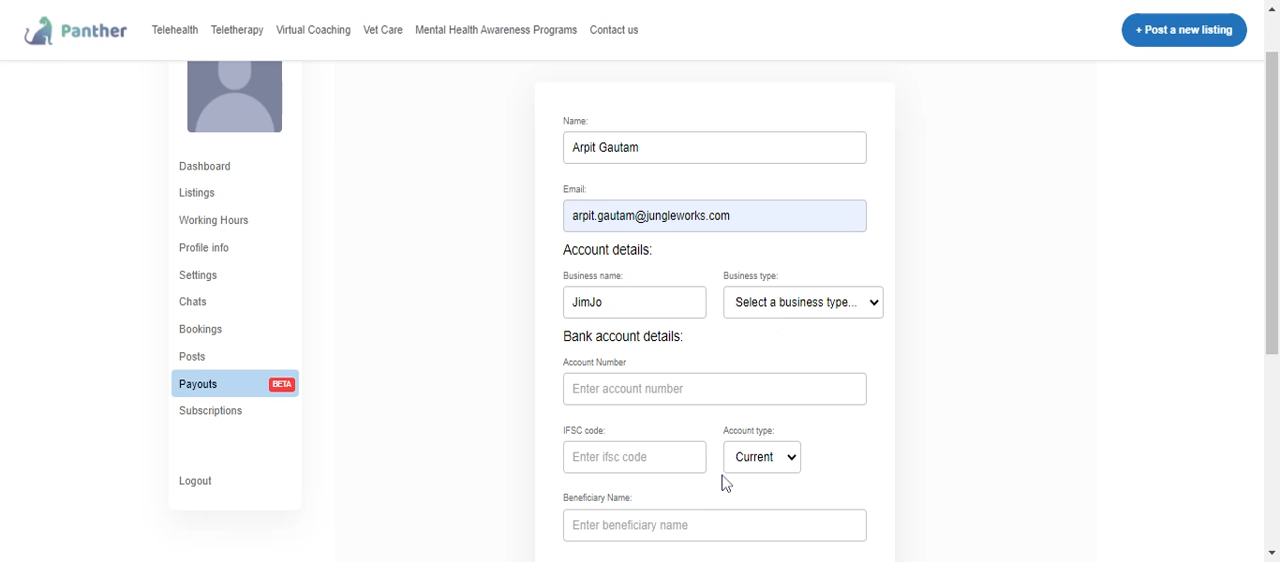 Panther
Telehealth Teletherapy Virtual Coaching Vet Care Mental Health Awareness Programs Contact us
+ Post a new listing
Dashboard
Listings
Working Hours
Profile info
Settings
Chats
Bookings
Posts
Payouts BETA
Subscriptions
Logout
Name:
Arpit Gautam
Email:
arpit.gautam@jungleworks.com
Account details:
Business name: Business type:
JimJo Select a business type...
Bank account details:
Account Number
Enter account number
IFSC code: Account type:
Enter ifsc code Current
Beneficiary Name:
Enter beneficiary name